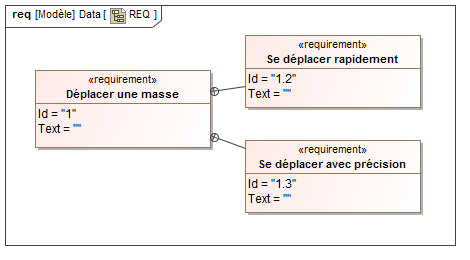 req [Modèle] Data [ REQ ]
«requirement»
Déplacer une masse
Id = "1"
Text = ""
«requirement»
Se déplacer rapidement
Id = "1.2"
Text = ""
«requirement»
Se déplacer avec précision
Id = "1.3"
Text = ""